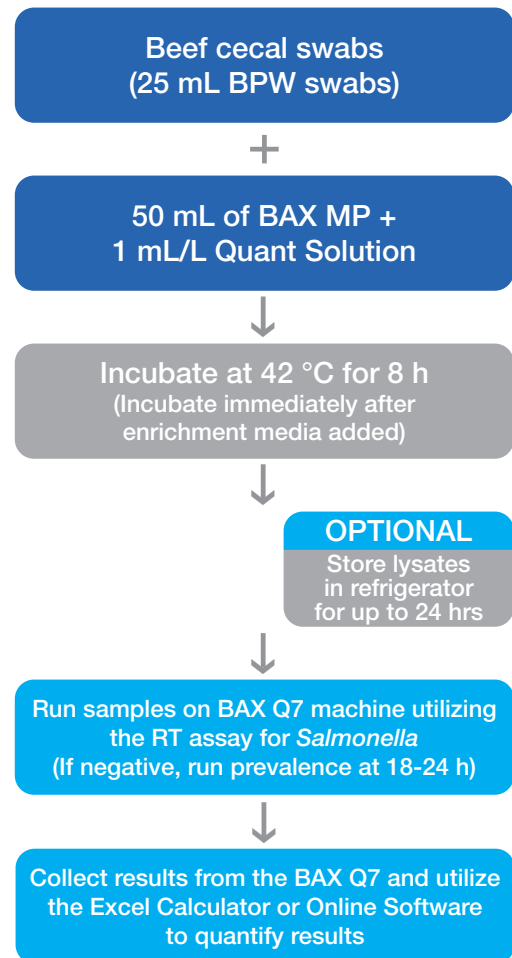 Beef cecal swabs
(25 mL BPW swabs)
+
50 mL of BAX MP +
1 mL/L Quant Solution
Incubate at 42 °C for 8 h
(Incubate immediately after
enrichment media added)
OPTIONAL
Store lysates
in refrigerator
for up to 24 hrs
Run samples on BAX Q7 machine utilizing
the RT assay for Salmonella
(If negative, run prevalence at 18-24 h)
Collect results from the BAX Q7 and utilize
the Excel Calculator or Online Software
to quantify results